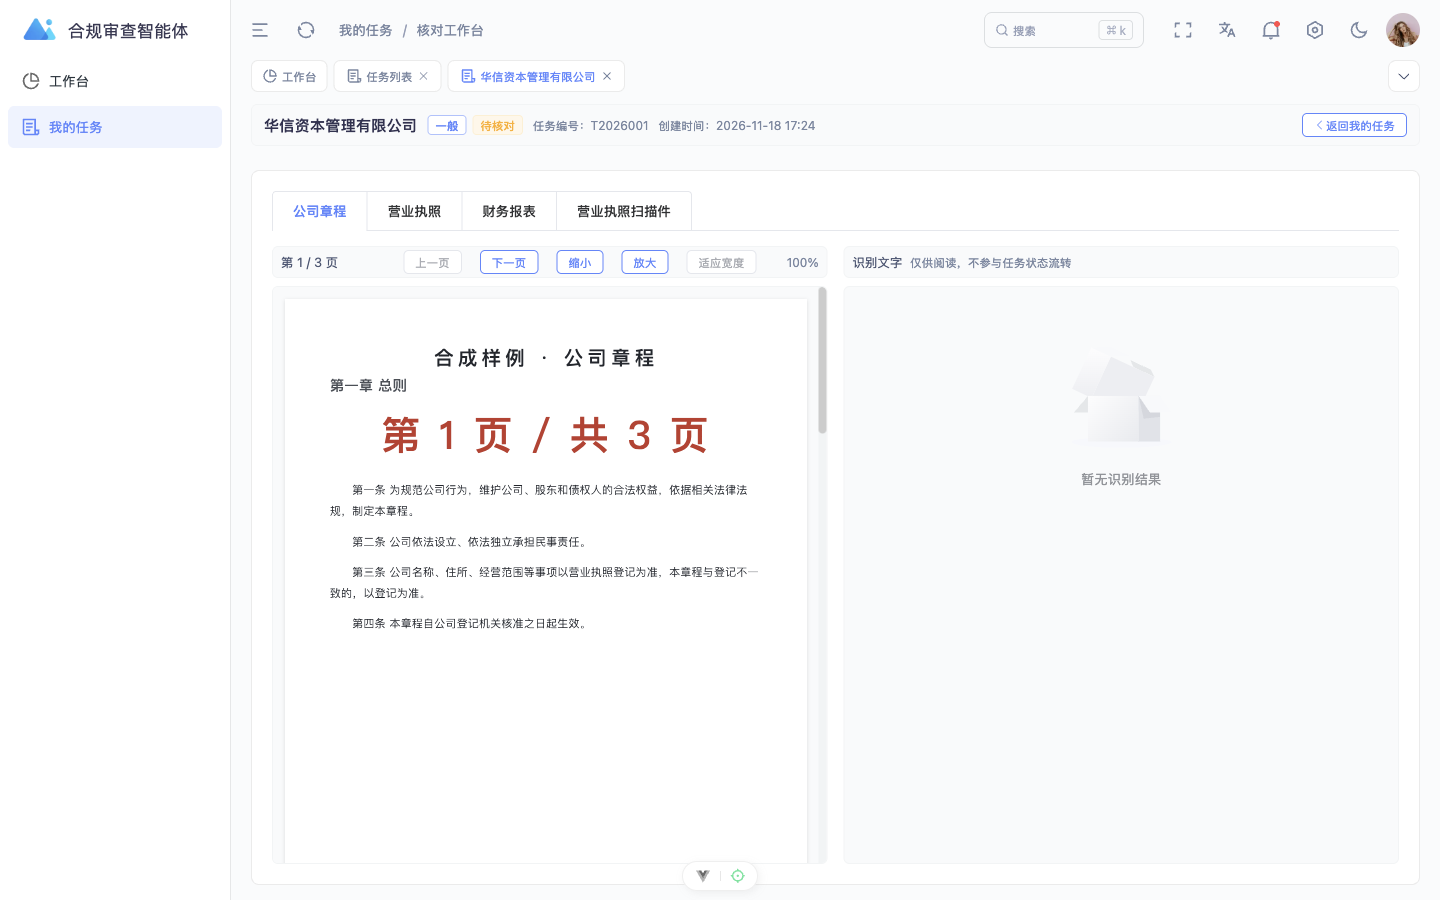 合规审查智能体
工作台
我的任务
我的任务 / 核对工作台
搜索 ⌘ k
工作台
任务列表
华信资本管理有限公司
华信资本管理有限公司 一般 待核对 任务编号：T2026001 创建时间：2026-11-18 17:24
返回我的任务
公司章程 营业执照 财务报表 营业执照扫描件
第 1 / 3 页 上一页 下一页 缩小 放大 适应宽度 100%
识别文字 仅供阅读，不参与任务状态流转
合成样例 · 公司章程
第一章 总则
第 1 页 / 共 3 页
第一条 为规范公司行为，维护公司、股东和债权人的合法权益，依据相关法律法
规，制定本章程。
第二条 公司依法设立、依法独立承担民事责任。
第三条 公司名称、住所、经营范围等事项以营业执照登记为准，本章程与登记不一
致的，以登记为准。
第四条 本章程自公司登记机关核准之日起生效。
暂无识别结果